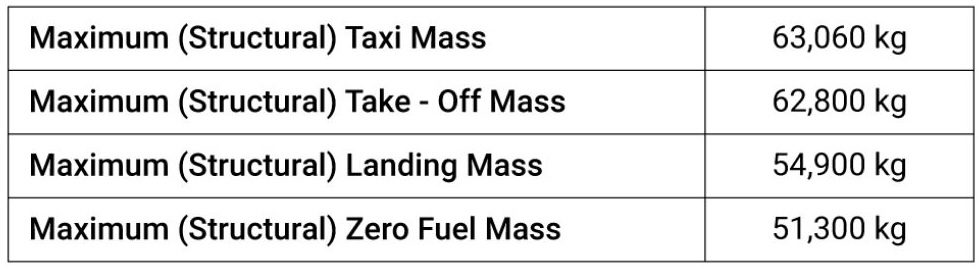 Maximum (Structural) Taxi Mass 63,060 kg
Maximum (Structural) Take - Off Mass 62,800 kg
Maximum (Structural) Landing Mass 54,900 kg
Maximum (Structural) Zero Fuel Mass 51,300 kg